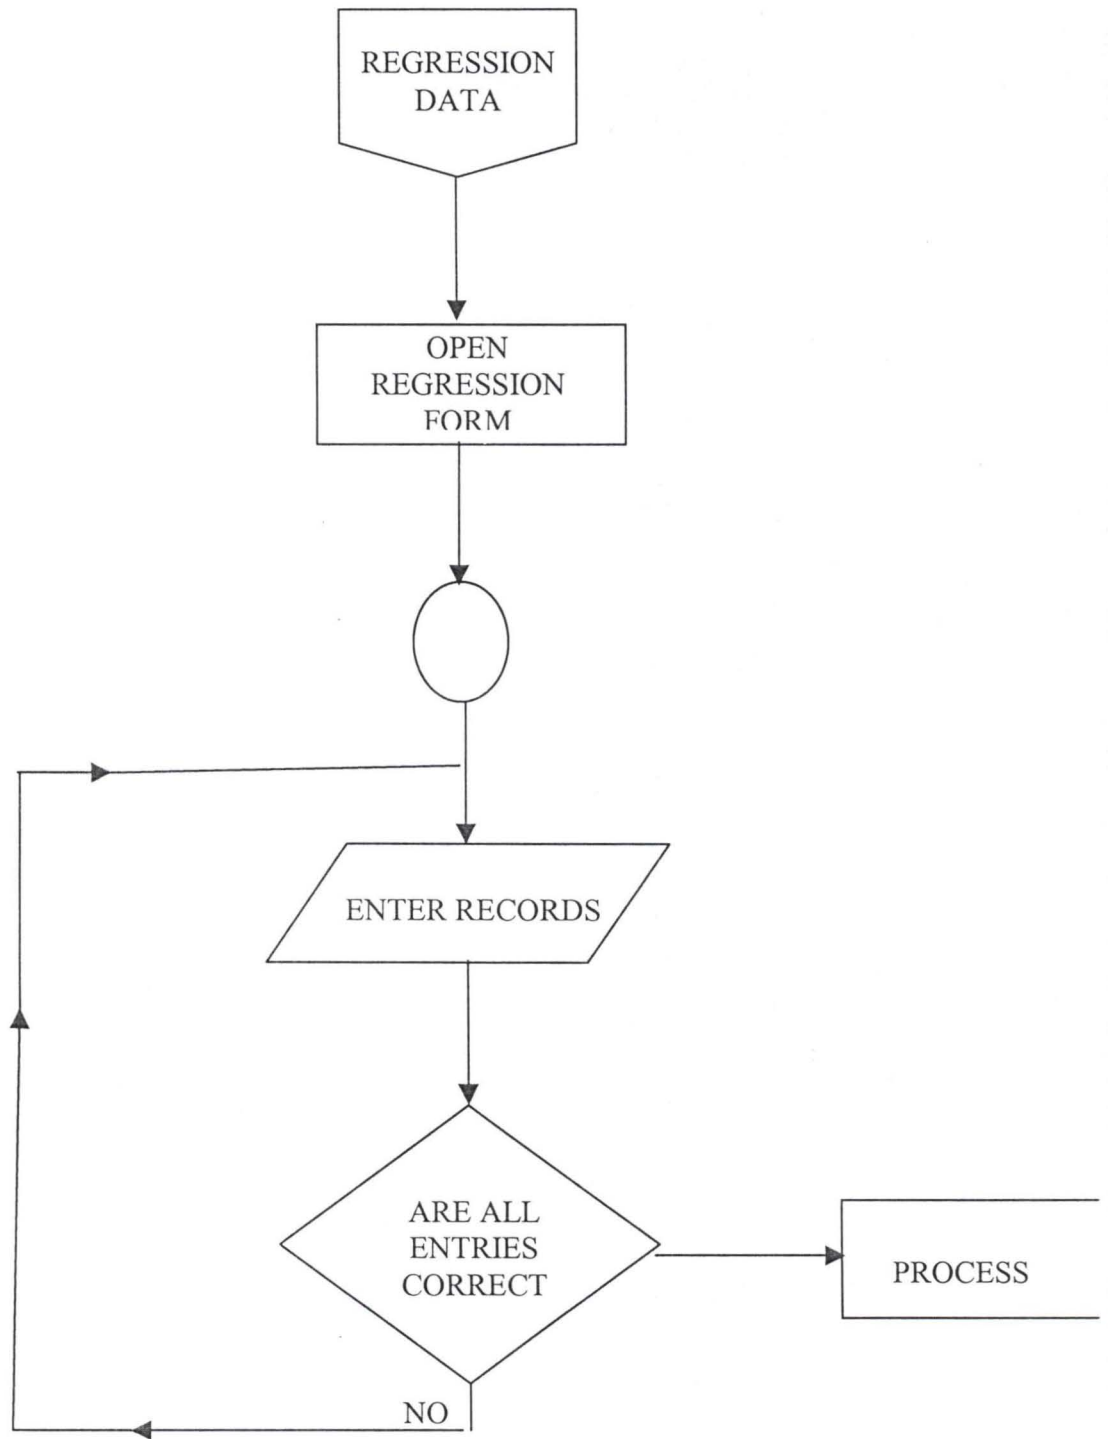 REGRESSION
DATA
OPEN
REGRESSION
FORM
ENTER RECORDS
ARE ALL
ENTRIES
CORRECT
PROCESS
NO